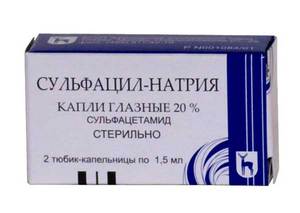 СУЛЬФАЦИЛ-НАТРИЯ
КАПЛИ ГЛАЗНЫЕ 20 %
СУЛЬФАЦЕТАМИД
СТЕРИЛЬНО
2 тюбик-капельницы по 1,5 мл